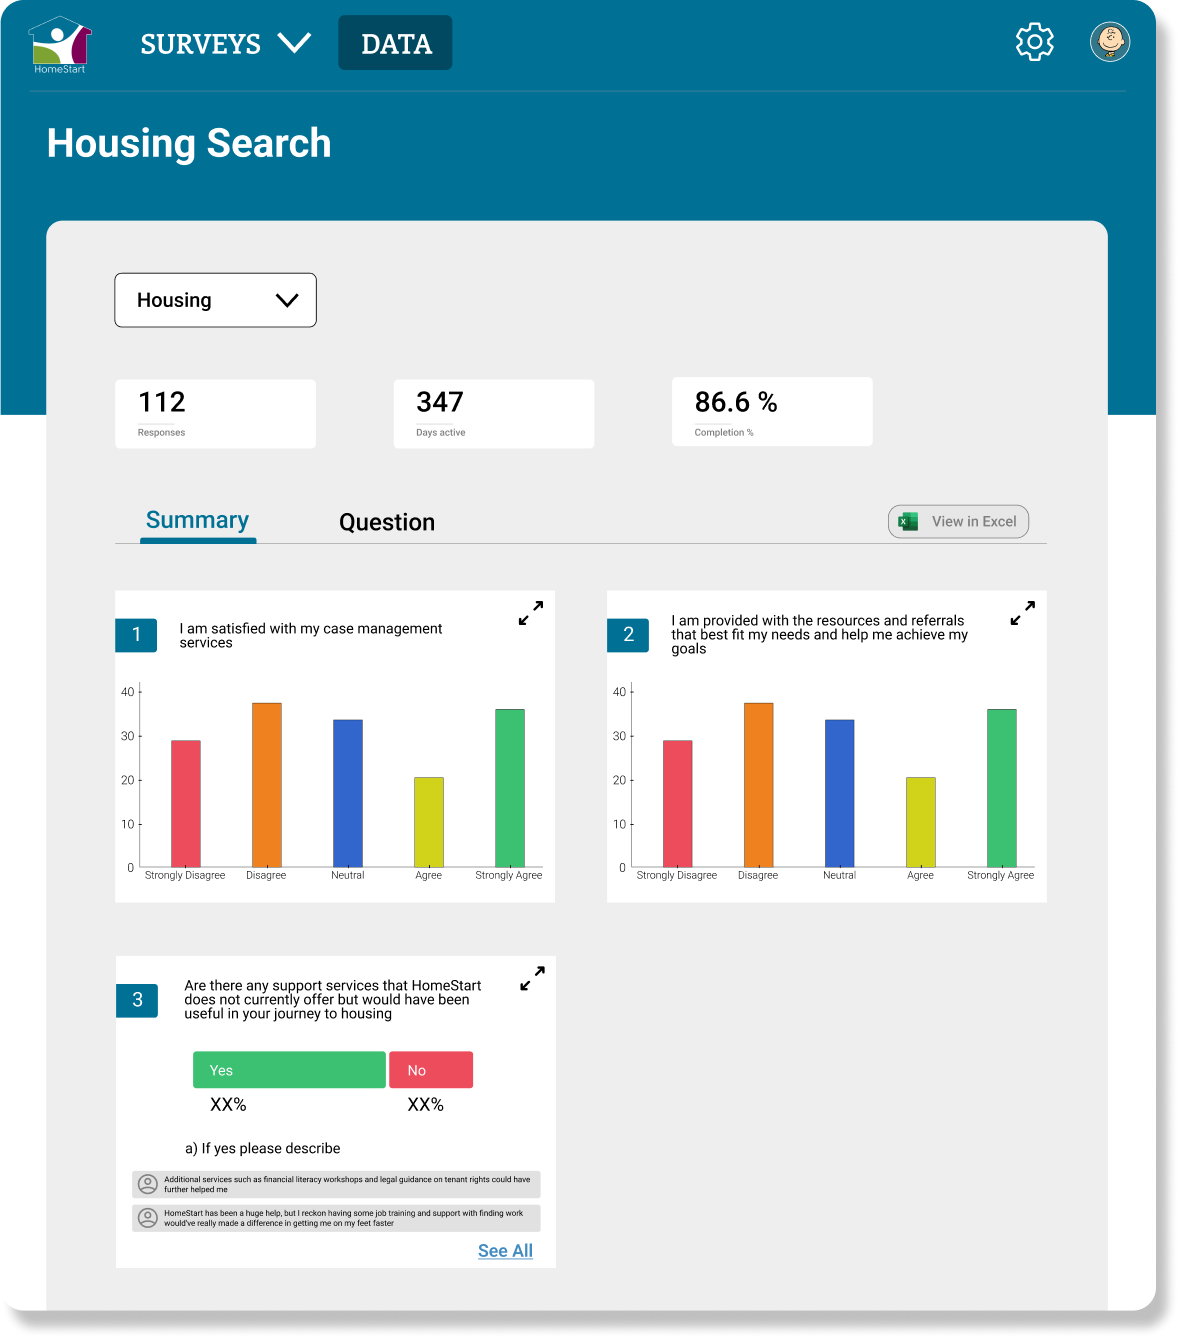 HomeStart
SURVEYS
DATA
Housing Search
Housing
112
Responses
347
Days active
86.6 %
Completion %
Summary
Question
View in Excel
1
I am satisfied with my case management
services
40
30
20
10
0
Strongly Disagree
Disagree
Neutral
Agree
Strongly Agree
2
I am provided with the resources and referrals
that best fit my needs and help me achieve my
goals
40
30
20
10
0
Strongly Disagree
Disagree
Neutral
Agree
Strongly Agree
3
Are there any support services that HomeStart
does not currently offer but would have been
useful in your journey to housing
Yes
No
XX%
XX%
a) If yes please describe
Additional services such as financial literacy workshops and legal guidance on tenant rights could have
further helped me
HomeStart has been a huge help, but I reckon having some job training and support with finding work
would've really made a difference in getting me on my feet faster
See All